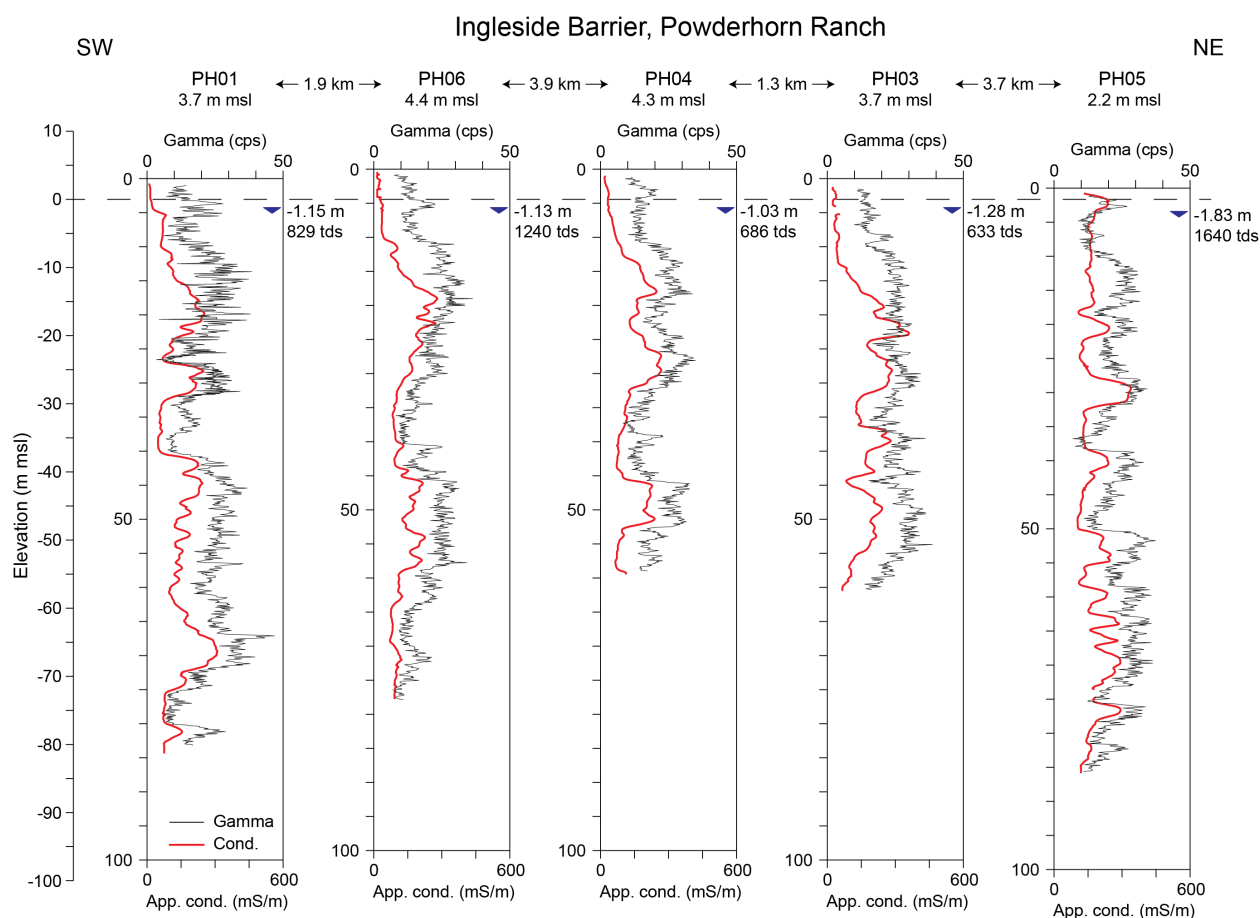 Ingleside Barrier, Powderhorn Ranch
SW
NE
PH01
3.7 m msl
1.9 km
PH06
4.4 m msl
3.9 km
PH04
4.3 m msl
1.3 km
PH03
3.7 m msl
3.7 km
PH05
2.2 m msl
Elevation (m msl)
10
0
-10
-20
-30
-40
-50
-60
-70
-80
-90
-100
Gamma (cps)
0 50
0
50
100
-1.15 m
829 tds
Gamma
Cond.
0 600
App. cond. (mS/m)
Gamma (cps)
0 50
0
50
100
-1.13 m
1240 tds
0 600
App. cond. (mS/m)
Gamma (cps)
0 50
0
50
100
-1.03 m
686 tds
0 600
App. cond. (mS/m)
Gamma (cps)
0 50
0
50
100
-1.28 m
633 tds
0 600
App. cond. (mS/m)
Gamma (cps)
0 50
0
50
100
-1.83 m
1640 tds
0 600
App. cond. (mS/m)